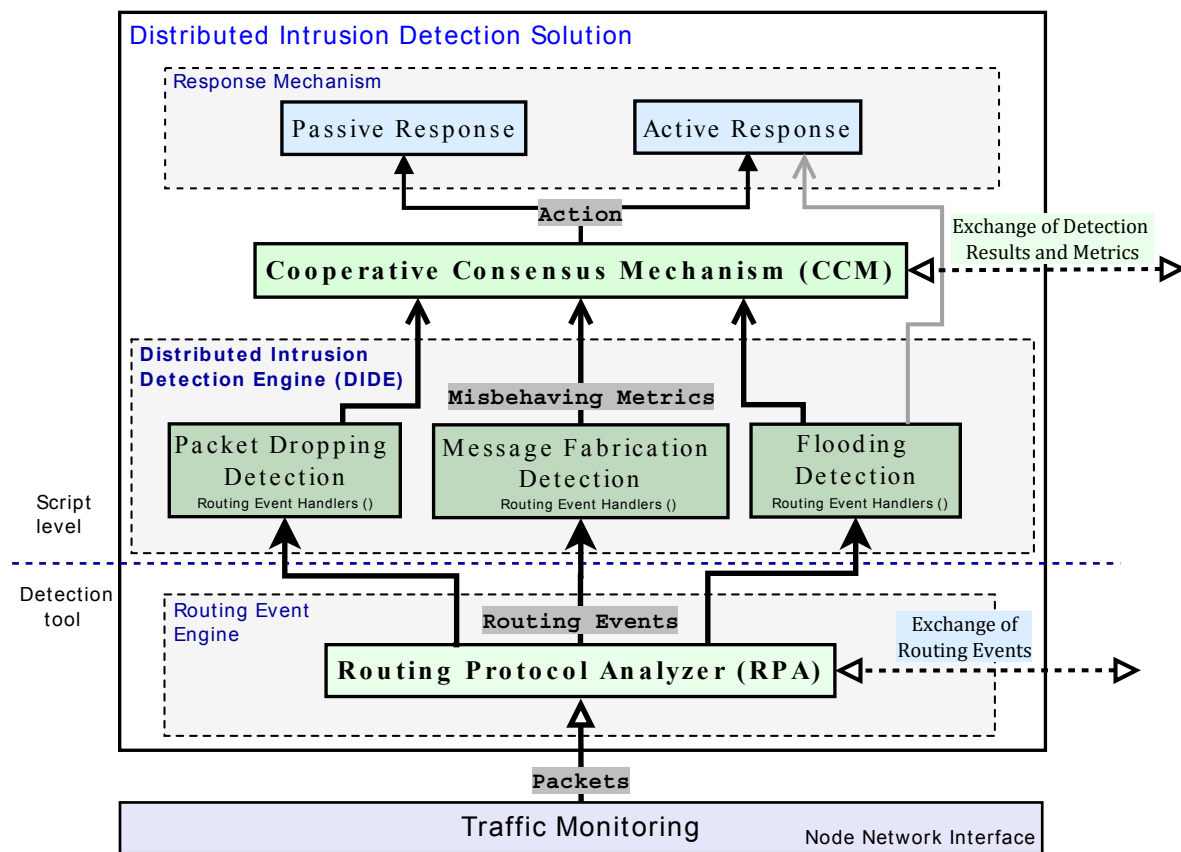 Distributed Intrusion Detection Solution
Response Mechanism
Passive Response
Active Response
Action
Exchange of Detection
Results and Metrics
Cooperative Consensus Mechanism (CCM)
Distributed Intrusion
Detection Engine (DIDE)
Misbehaving Metrics
Packet Dropping
Detection
Routing Event Handlers ()
Message Fabrication
Detection
Routing Event Handlers ()
Flooding
Detection
Routing Event Handlers ()
Script
level
Detection
tool
Routing Event
Engine
Routing Events
Exchange of
Routing Events
Routing Protocol Analyzer (RPA)
Packets
Traffic Monitoring
Node Network Interface